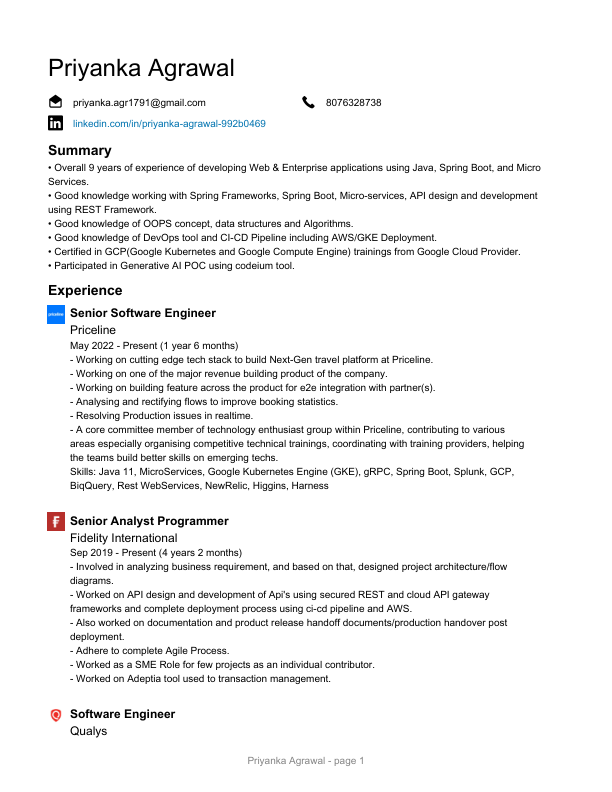 Priyanka Agrawal
priyanka.agr1791@gmail.com 8076328738
linkedin.com/in/priyanka-agrawal-992b0469
Summary
• Overall 9 years of experience of developing Web & Enterprise applications using Java, Spring Boot, and Micro
Services.
• Good knowledge working with Spring Frameworks, Spring Boot, Micro-services, API design and development
using REST Framework.
• Good knowledge of OOPS concept, data structures and Algorithms.
• Good knowledge of DevOps tool and CI-CD Pipeline including AWS/GKE Deployment.
• Certified in GCP(Google Kubernetes and Google Compute Engine) trainings from Google Cloud Provider.
• Participated in Generative AI POC using codeium tool.
Experience
priceline Senior Software Engineer
Priceline
May 2022 - Present (1 year 6 months)
- Working on cutting edge tech stack to build Next-Gen travel platform at Priceline.
- Working on one of the major revenue building product of the company.
- Working on building feature across the product for e2e integration with partner(s).
- Analysing and rectifying flows to improve booking statistics.
- Resolving Production issues in realtime.
- A core committee member of technology enthusiast group within Priceline, contributing to various
areas especially organising competitive technical trainings, coordinating with training providers, helping
the teams build better skills on emerging techs.
Skills: Java 11, MicroServices, Google Kubernetes Engine (GKE), gRPC, Spring Boot, Splunk, GCP,
BiqQuery, Rest WebServices, NewRelic, Higgins, Harness
Senior Analyst Programmer
Fidelity International
Sep 2019 - Present (4 years 2 months)
- Involved in analyzing business requirement, and based on that, designed project architecture/flow
diagrams.
- Worked on API design and development of Api's using secured REST and cloud API gateway
frameworks and complete deployment process using ci-cd pipeline and AWS.
- Also worked on documentation and product release handoff documents/production handover post
deployment.
- Adhere to complete Agile Process.
- Worked as a SME Role for few projects as an individual contributor.
- Worked on Adeptia tool used to transaction management.
Software Engineer
Qualys
Priyanka Agrawal - page 1